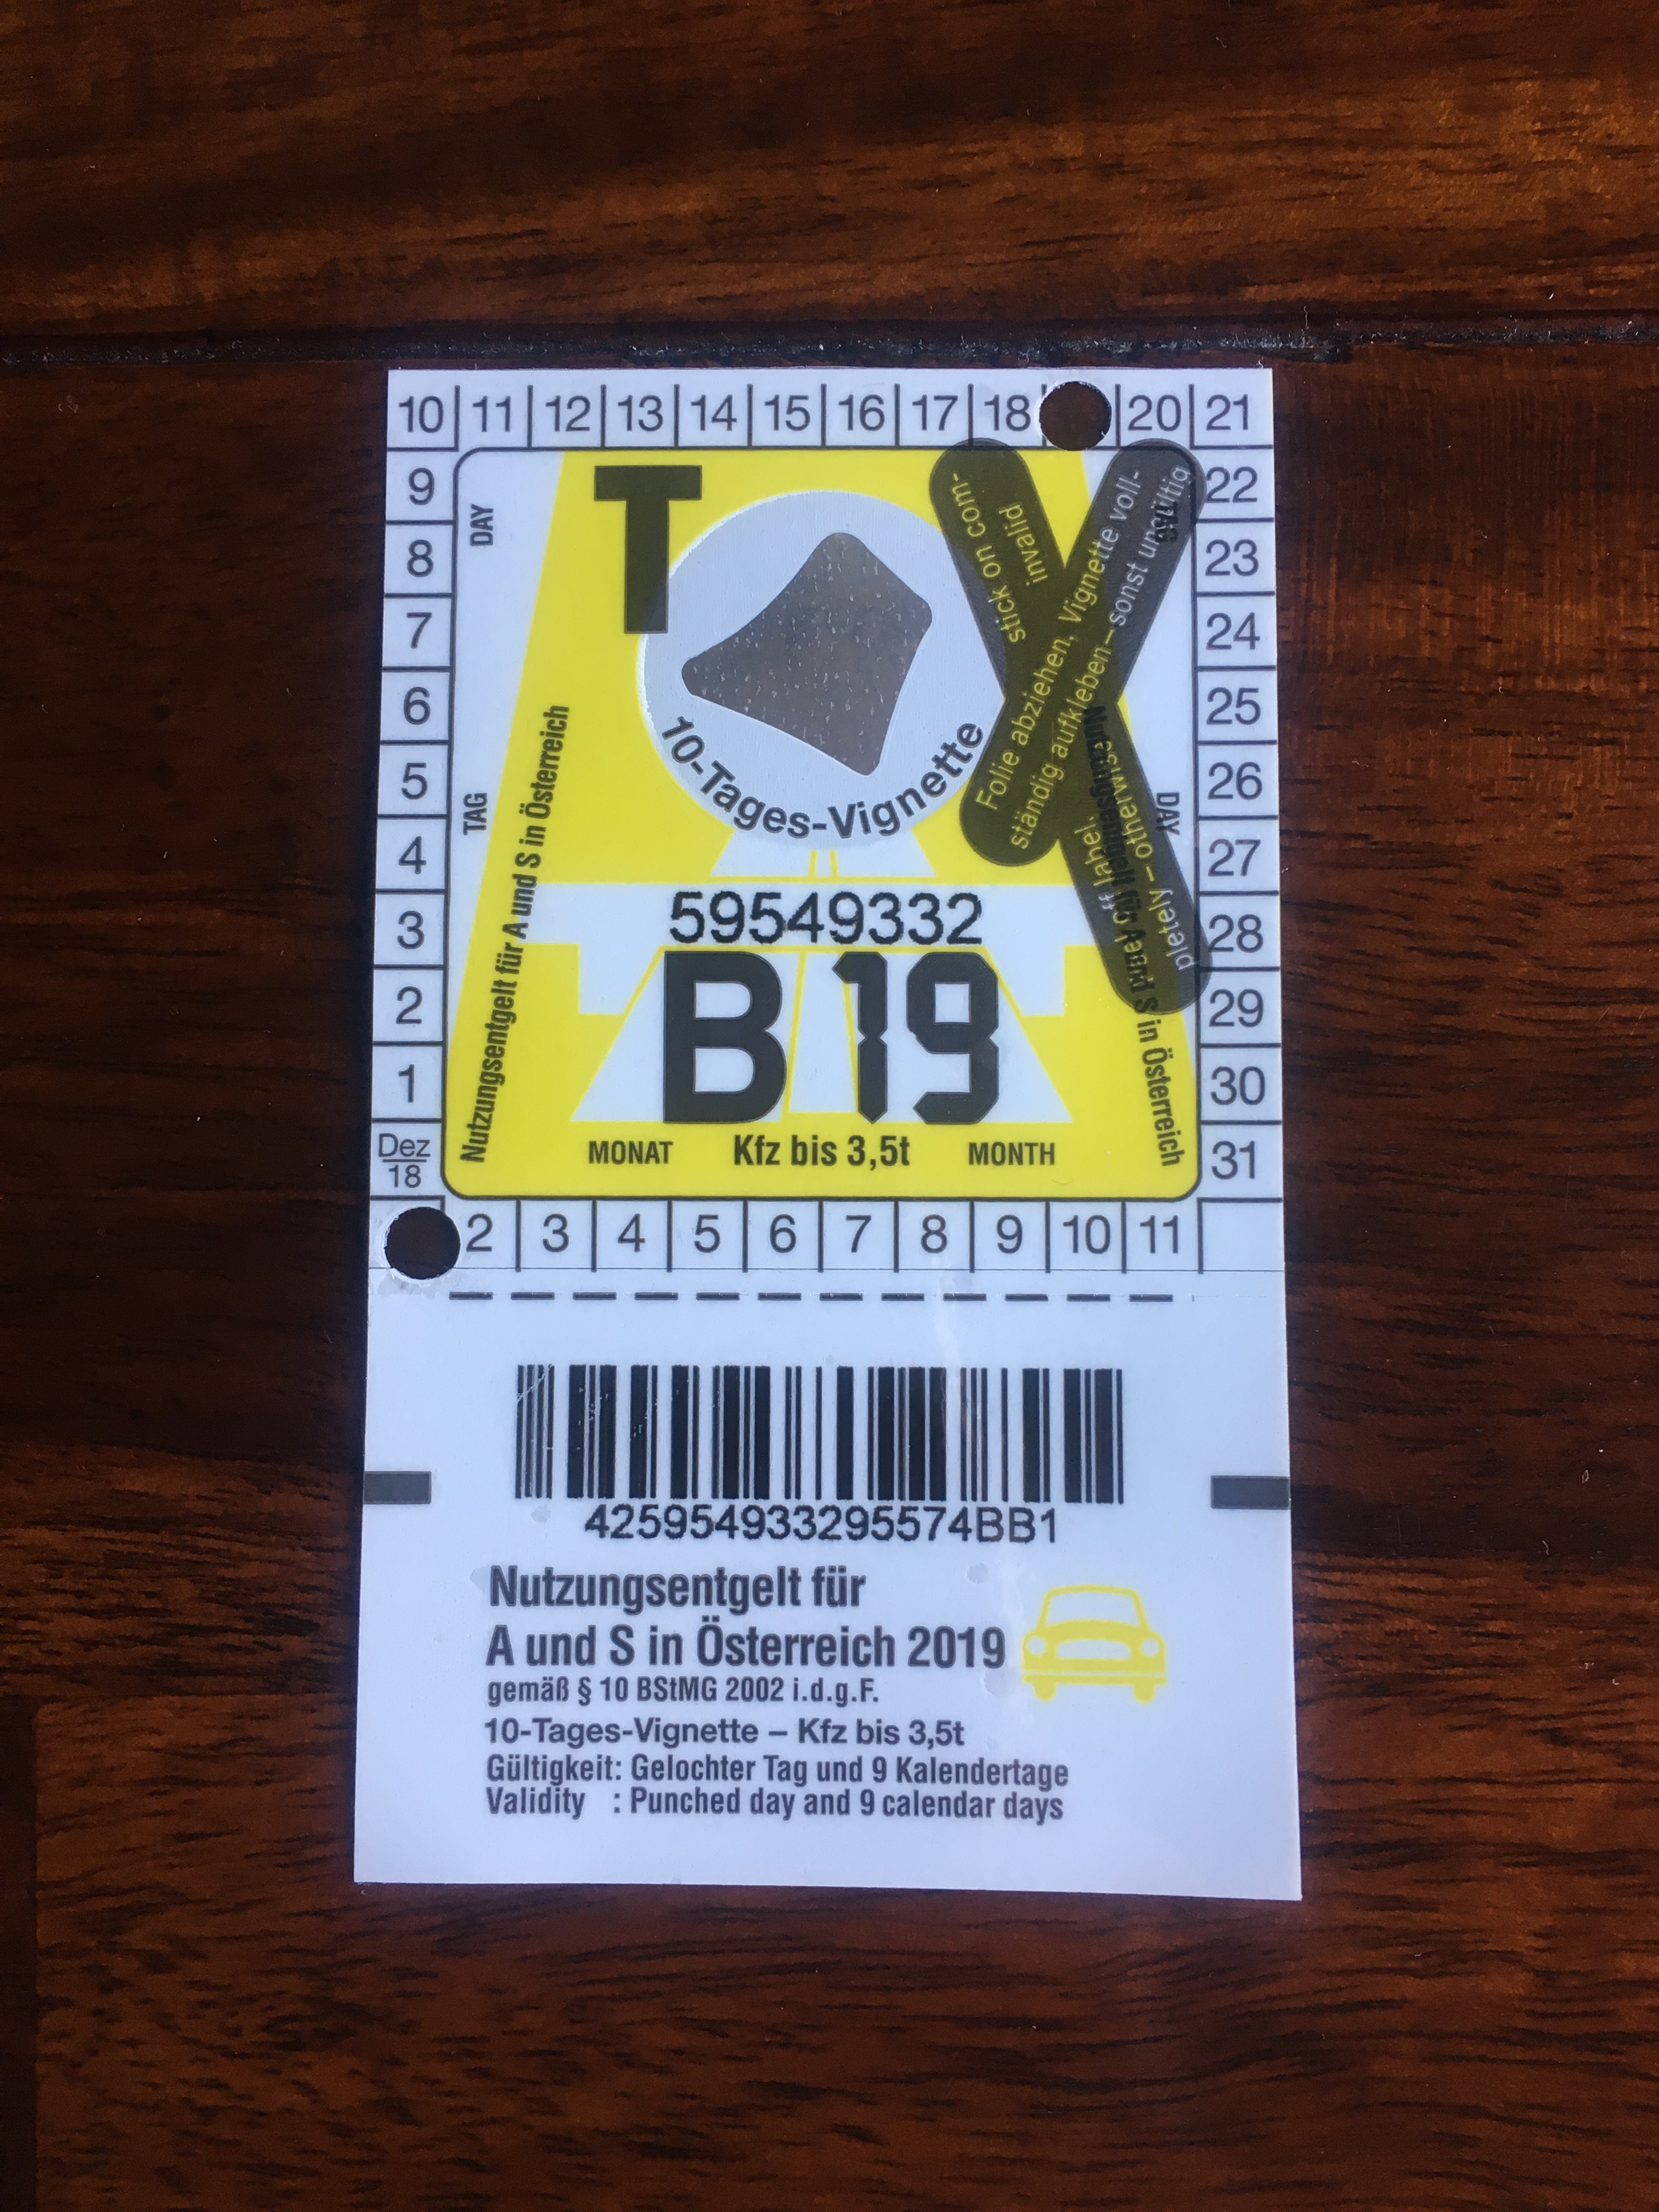 10 11 12 13 14 15 16 17 18 20 21
9
8
7
6
5
4
3
2
1
Dez
18
22
23
24
25
26
27
28
29
30
31
2 3 4 5 6 7 8 9 10 11
DAY
TAG
Nutzungsentgelt für A und S in Österreich
T
10-Tages-Vignette
stick on com-
invalid
Folie abziehen, Vignette voll-
ständig aufkleben – sonst ungültig
label,
pletely – otherwise
TAG
DAY
Nutzungsentgelt für A und S in Österreich
59549332
B 19
MONAT Kfz bis 3,5t MONTH
425954933295574BB1
Nutzungsentgelt für
A und S in Österreich 2019
gemäß § 10 BStMG 2002 i.d.g.F.
10-Tages-Vignette – Kfz bis 3,5t
Gültigkeit: Gelochter Tag und 9 Kalendertage
Validity : Punched day and 9 calendar days